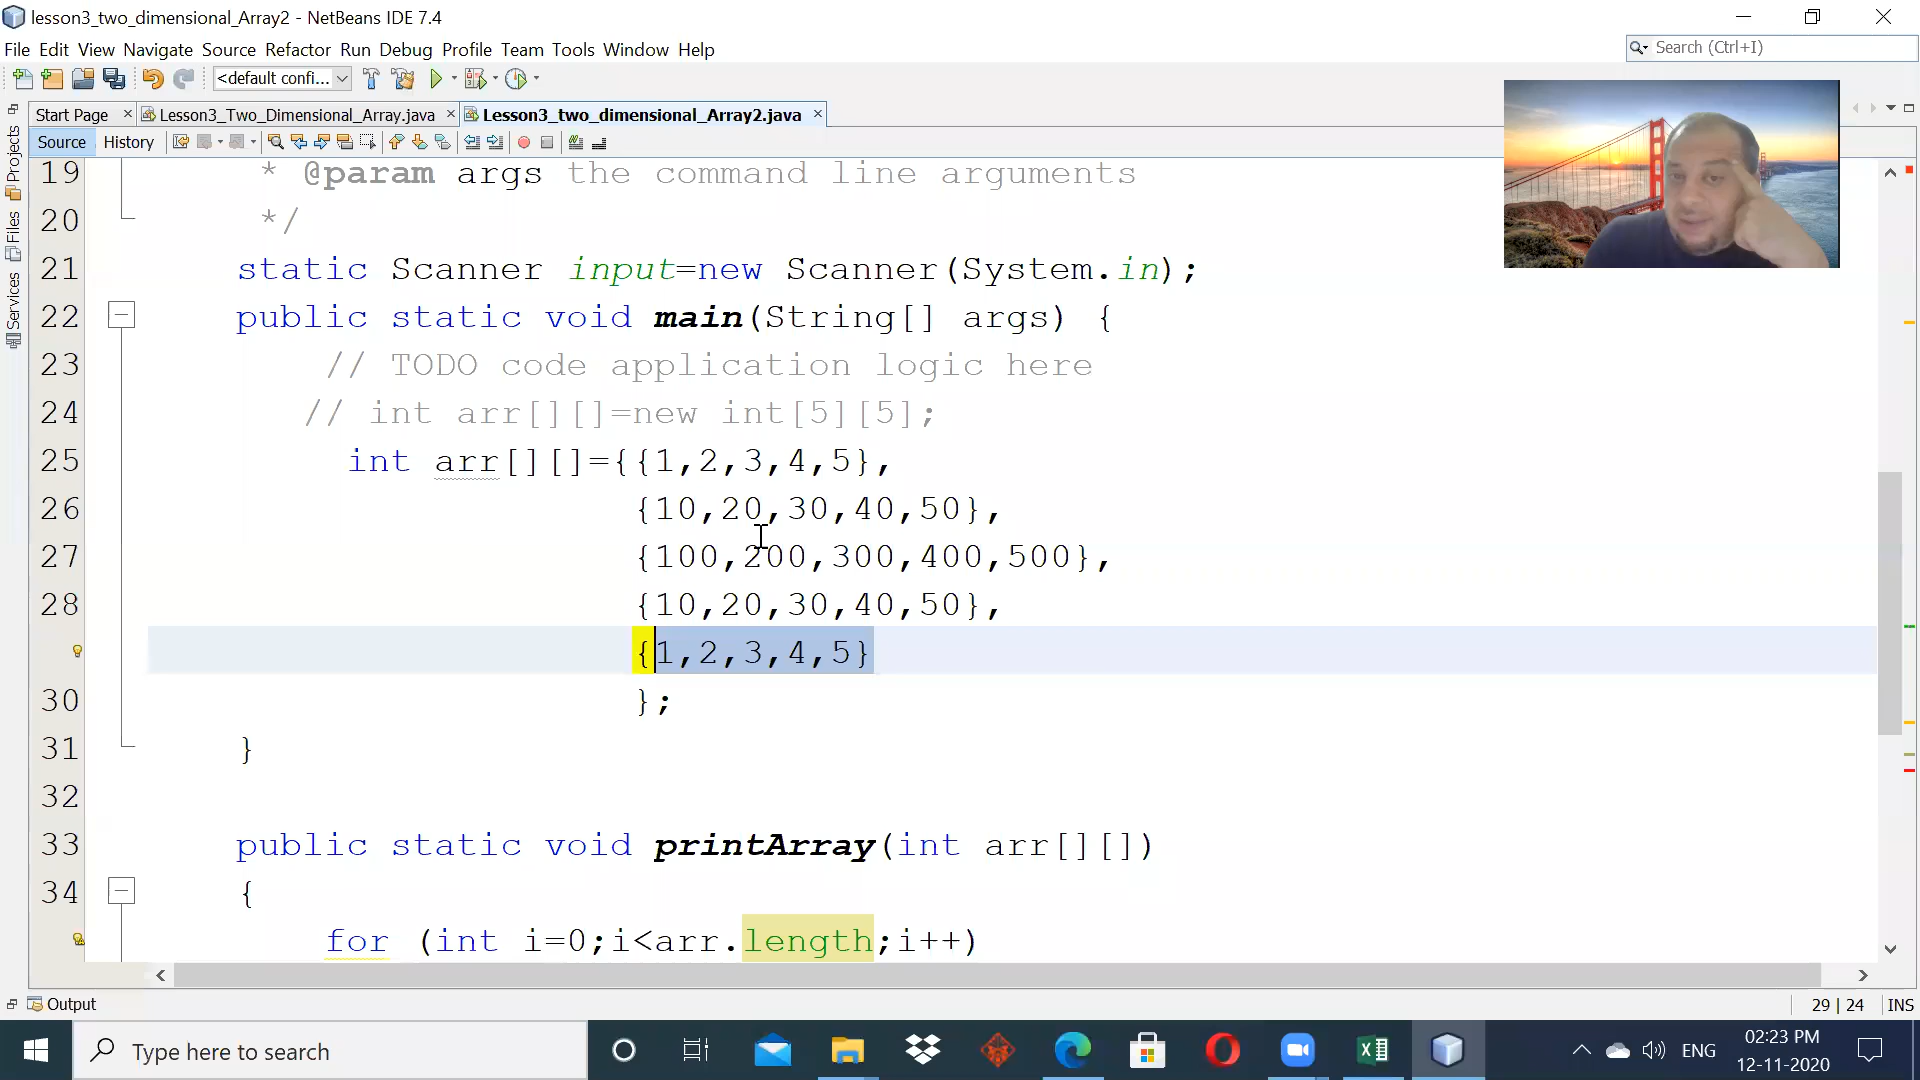 lesson3_two_dimensional_Array2 - NetBeans IDE 7.4
File Edit View Navigate Source Refactor Run Debug Profile Team Tools Window Help
Search (Ctrl+I)
<default confi...
Start Page
Lesson3_Two_Dimensional_Array.java
Lesson3_two_dimensional_Array2.java
Source History
Projects
Files
Services
19 * @param args the command line arguments
20 */
21 static Scanner input=new Scanner(System.in);
22 public static void main(String[] args) {
23 // TODO code application logic here
24 // int arr[][]=new int[5][5];
25 int arr[][]={{1,2,3,4,5},
26 {10,20,30,40,50},
27 {100,200,300,400,500},
28 {10,20,30,40,50},
{1,2,3,4,5}
30 };
31 }
32
33 public static void printArray(int arr[][])
34 {
for (int i=0;i<arr.length;i++)
Output
29 | 24 INS
Type here to search
ENG
02:23 PM
12-11-2020